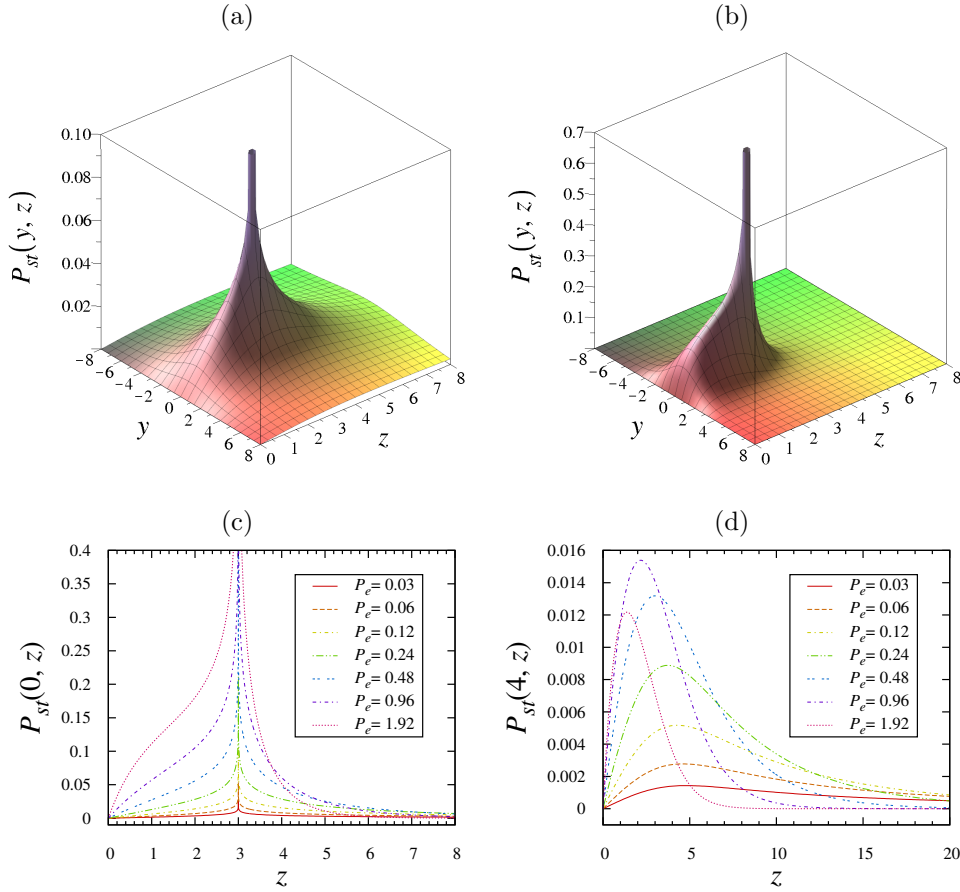 (a)
(b)
P_st(y, z)
0.10
0.08
0.06
0.04
0.02
−8
−6
−4
−2
0
2
4
6
8
y
0
1
2
3
4
5
6
7
8
z
P_st(y, z)
0.7
0.6
0.5
0.4
0.3
0.2
0.1
−8
−6
−4
−2
0
2
4
6
8
y
0
1
2
3
4
5
6
7
8
z
(c)
(d)
P_st(0, z)
0.4
0.35
0.3
0.25
0.2
0.15
0.1
0.05
0
0 1 2 3 4 5 6 7 8
z
P_e= 0.03
P_e= 0.06
P_e= 0.12
P_e= 0.24
P_e= 0.48
P_e= 0.96
P_e= 1.92
P_st(4, z)
0.016
0.014
0.012
0.01
0.008
0.006
0.004
0.002
0
0 5 10 15 20
z
P_e= 0.03
P_e= 0.06
P_e= 0.12
P_e= 0.24
P_e= 0.48
P_e= 0.96
P_e= 1.92